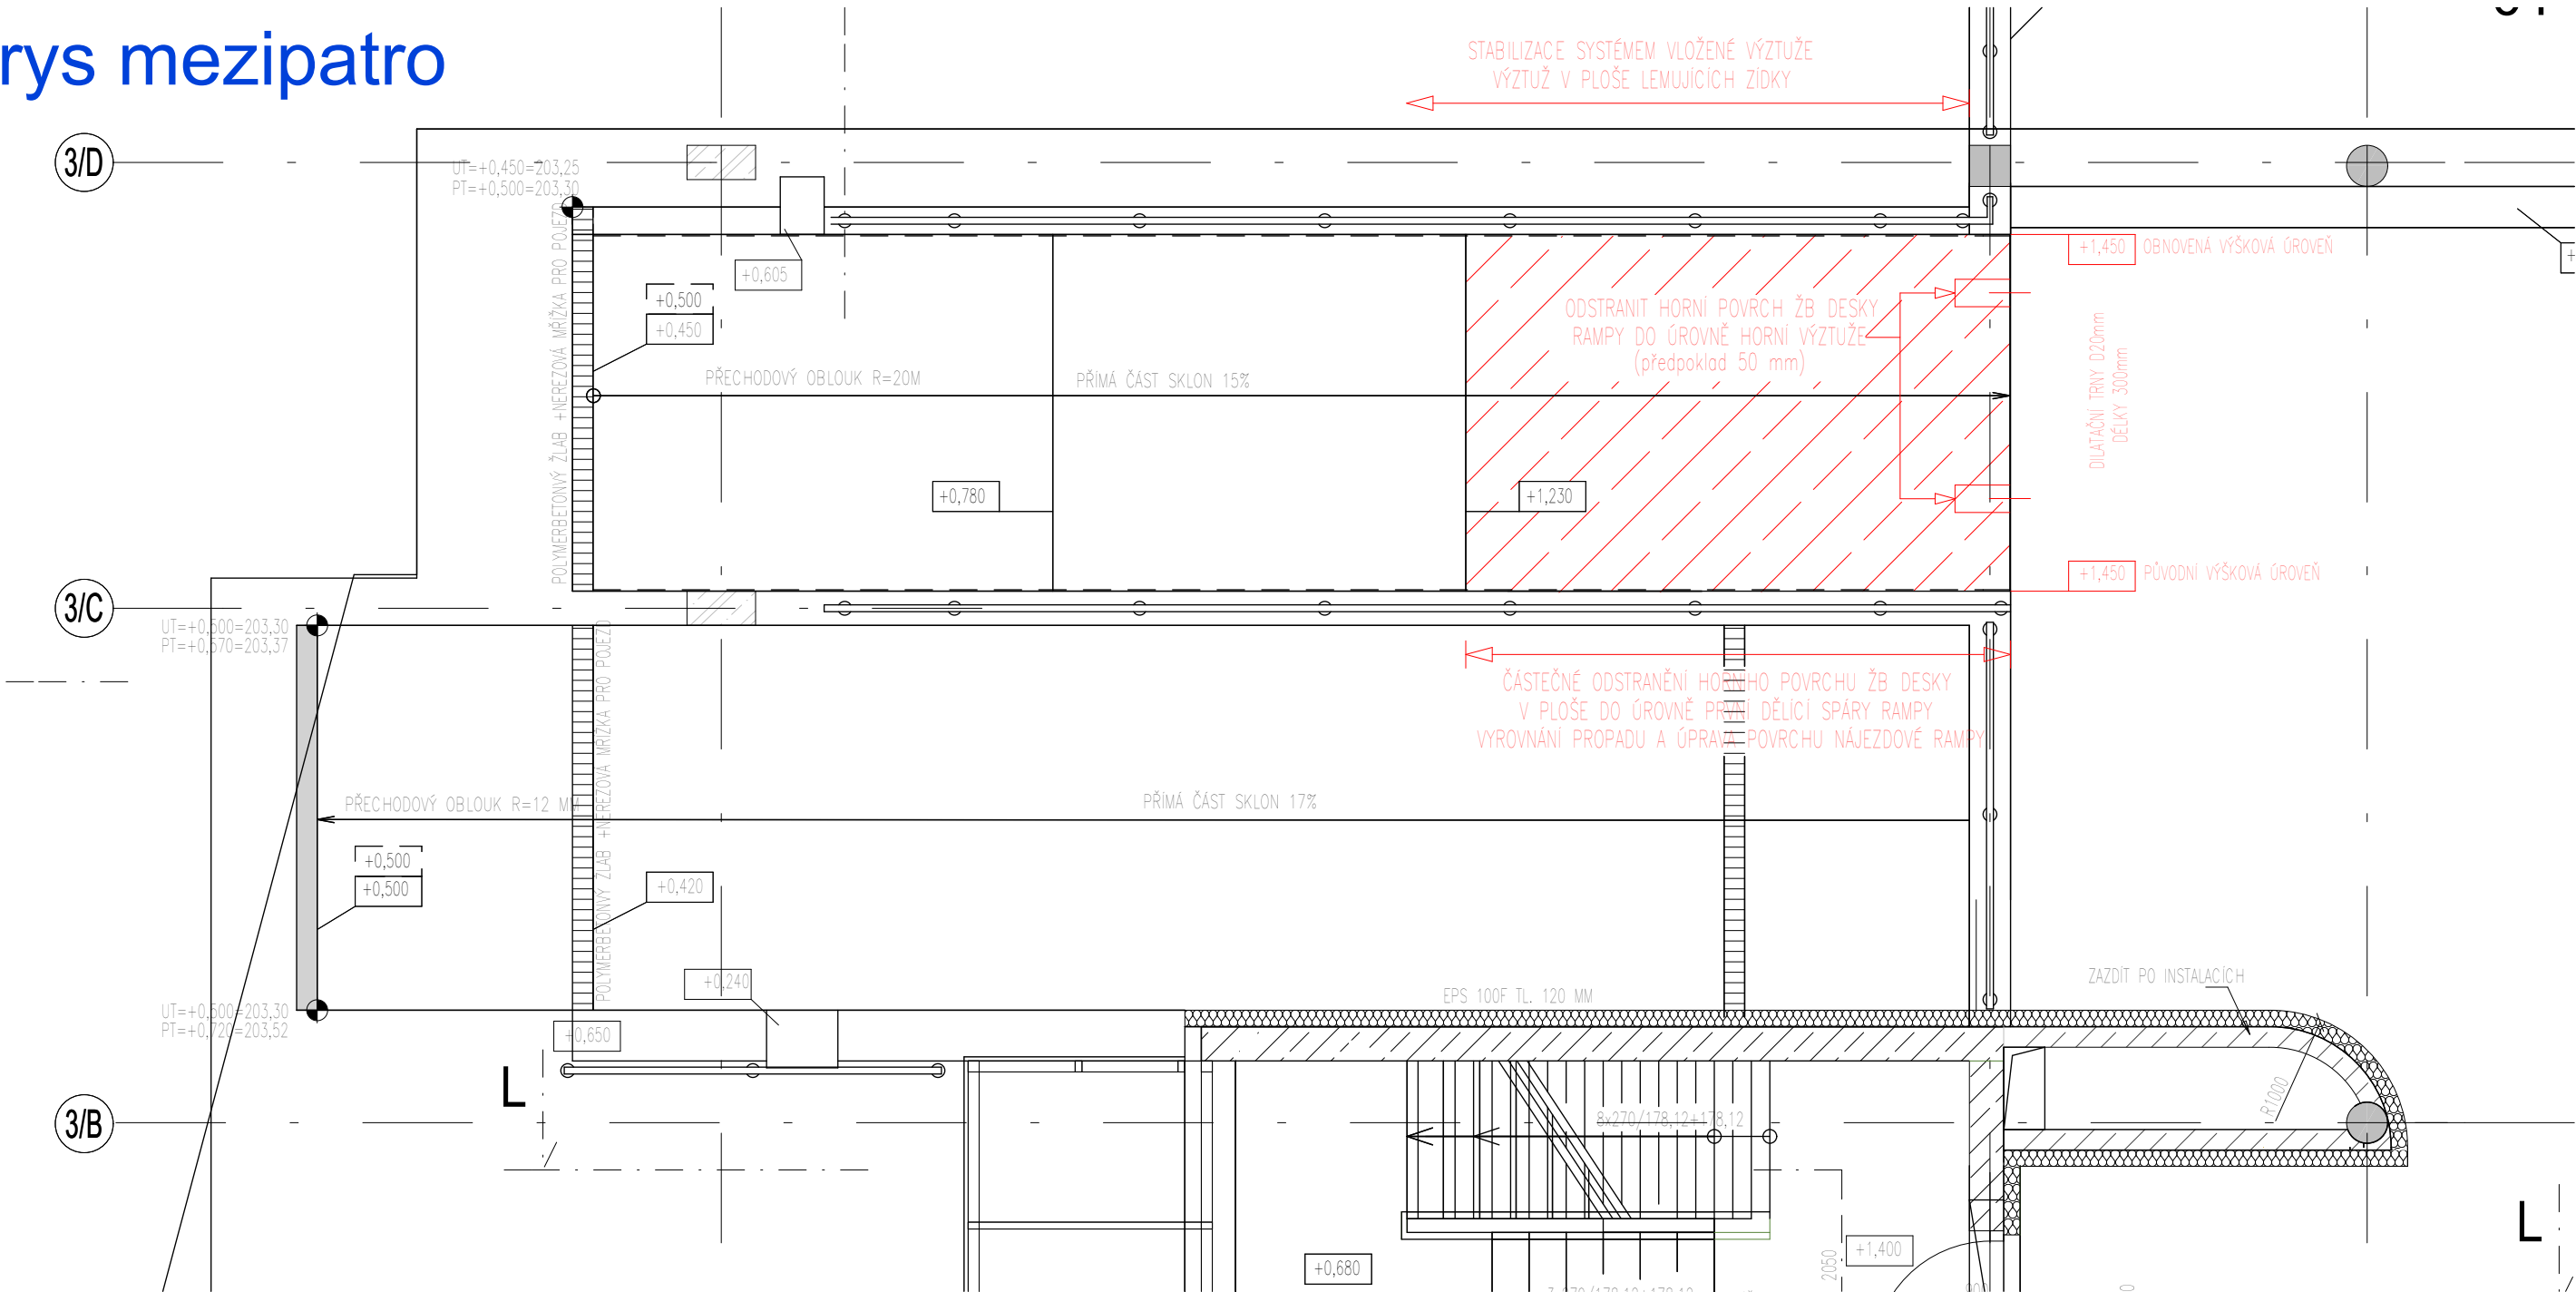 rys mezipatro
STABILIZACE SYSTÉMEM VLOŽENÉ VÝZTUŽE
VÝZTUŽ V PLOŠE LEMUJÍCÍCH ZÍDKY
3/D
UT=+0,450=203,25
PT=+0,500=203,30
+0,605
+0,500
+0,450
POLYMERBETONVÝ ŽLAB +NEREZOVÁ MŘÍŽKA PRO POJEZD
PŘECHODOVÝ OBLOUK R=20M
PŘÍMÁ ČÁST SKLON 15%
ODSTRANIT HORNÍ POVRCH ŽB DESKY
RAMPY DO ÚROVNĚ HORNÍ VÝZTUŽE
(předpoklad 50 mm)
+1,450 OBNOVENÁ VÝŠKOVÁ ÚROVEŇ
DILATAČNÍ TRNY D20mm
DÉLKY 300mm
+0,780
+1,230
+1,450 PŮVODNÍ VÝŠKOVÁ ÚROVEŇ
3/C
UT=+0,500=203,30
PT=+0,570=203,37
ČÁSTEČNÉ ODSTRANĚNÍ HORNÍHO POVRCHU ŽB DESKY
V PLOŠE DO ÚROVNĚ PRVNÍ DĚLÍCÍ SPÁRY RAMPY
VYROVNÁNÍ PROPADU A ÚPRAVA POVRCHU NÁJEZDOVÉ RAMPY
POLYMERBETONVÝ ŽLAB +NEREZOVÁ MŘÍŽKA PRO POJEZD
PŘECHODOVÝ OBLOUK R=12 MM
PŘÍMÁ ČÁST SKLON 17%
+0,500
+0,500
+0,420
+0,240
UT=+0,500=203,30
PT=+0,720=203,52
+0,650
EPS 100F TL. 120 MM
ZAZDÍT PO INSTALACÍCH
R1000
L
3/B
8x270/178,12+178,12
L
2050
+1,400
+0,680